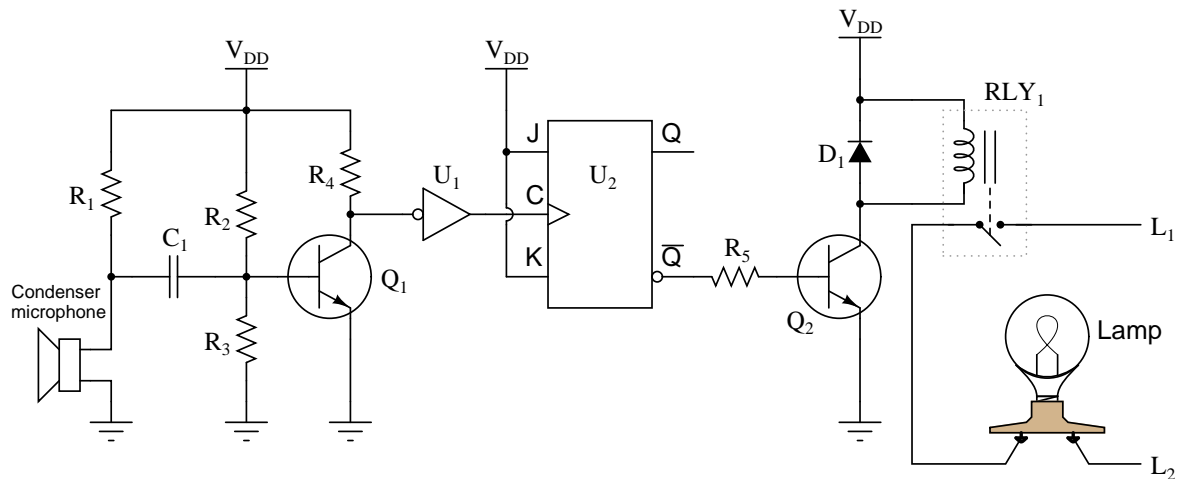 V_DD
V_DD
V_DD
RLY_1
R_1
R_2
R_4
C_1
U_1
J
C
K
U_2
Q
Q̅
D_1
L_1
R_5
Q_1
Q_2
Condenser
microphone
R_3
Lamp
L_2